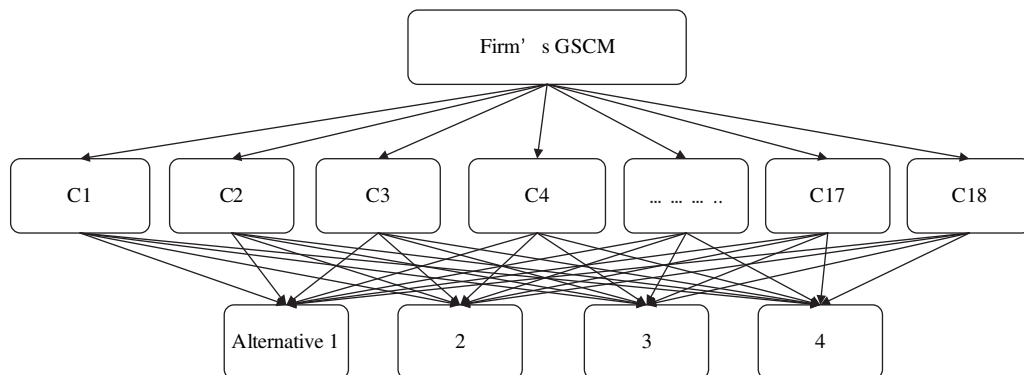 Firm’ s GSCM
C1
C2
C3
C4
… … … ..
C17
C18
Alternative 1
2
3
4